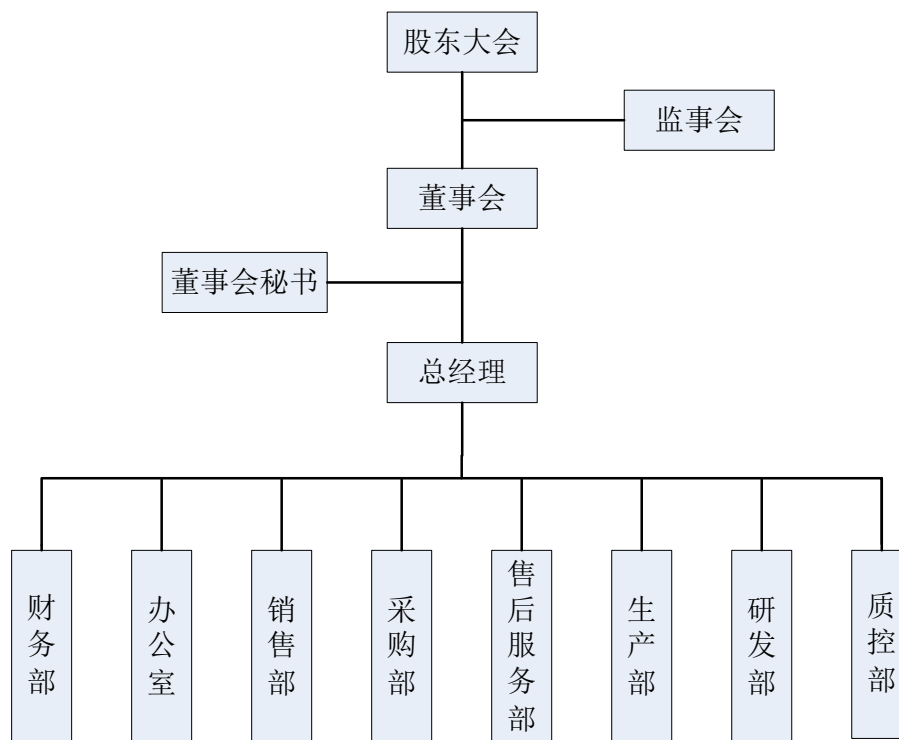 股东大会
监事会
董事会
董事会秘书
总经理
财务部
办公室
销售部
采购部
售后服务部
生产部
研发部
质控部